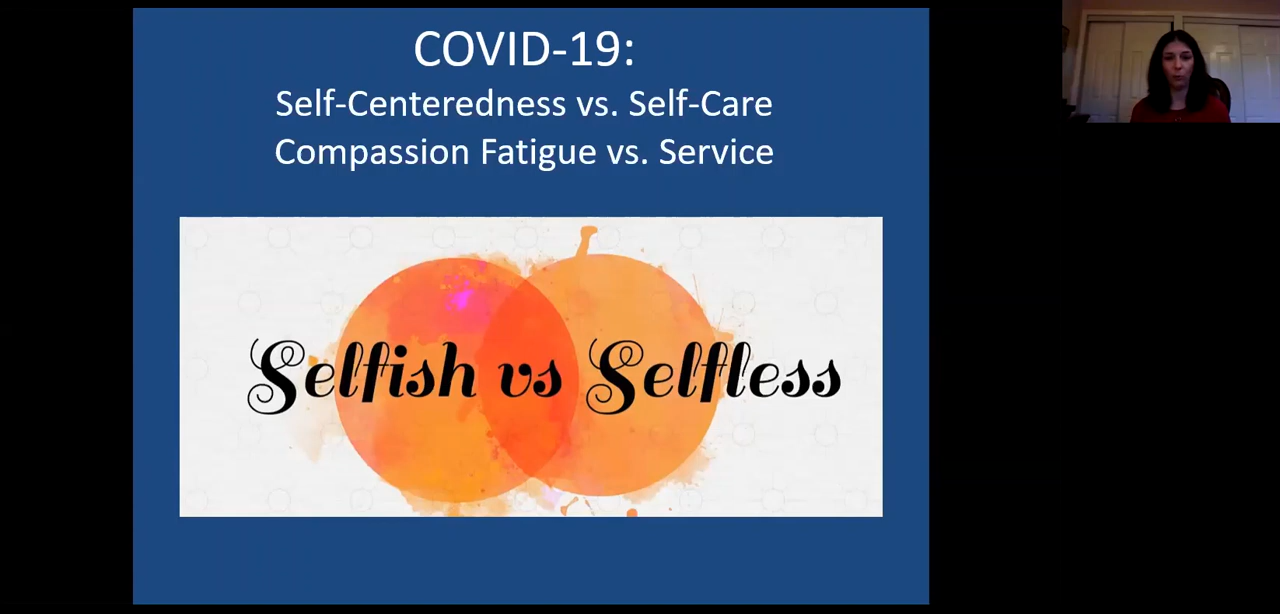 COVID-19:
Self-Centeredness vs. Self-Care
Compassion Fatigue vs. Service
Selfish vs Selfless